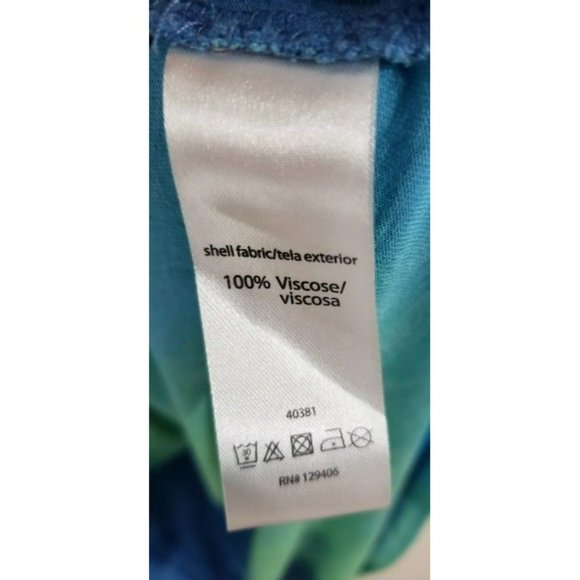 shell fabric/tela exterior
100% Viscose/
viscosa
40381
RN# 129406